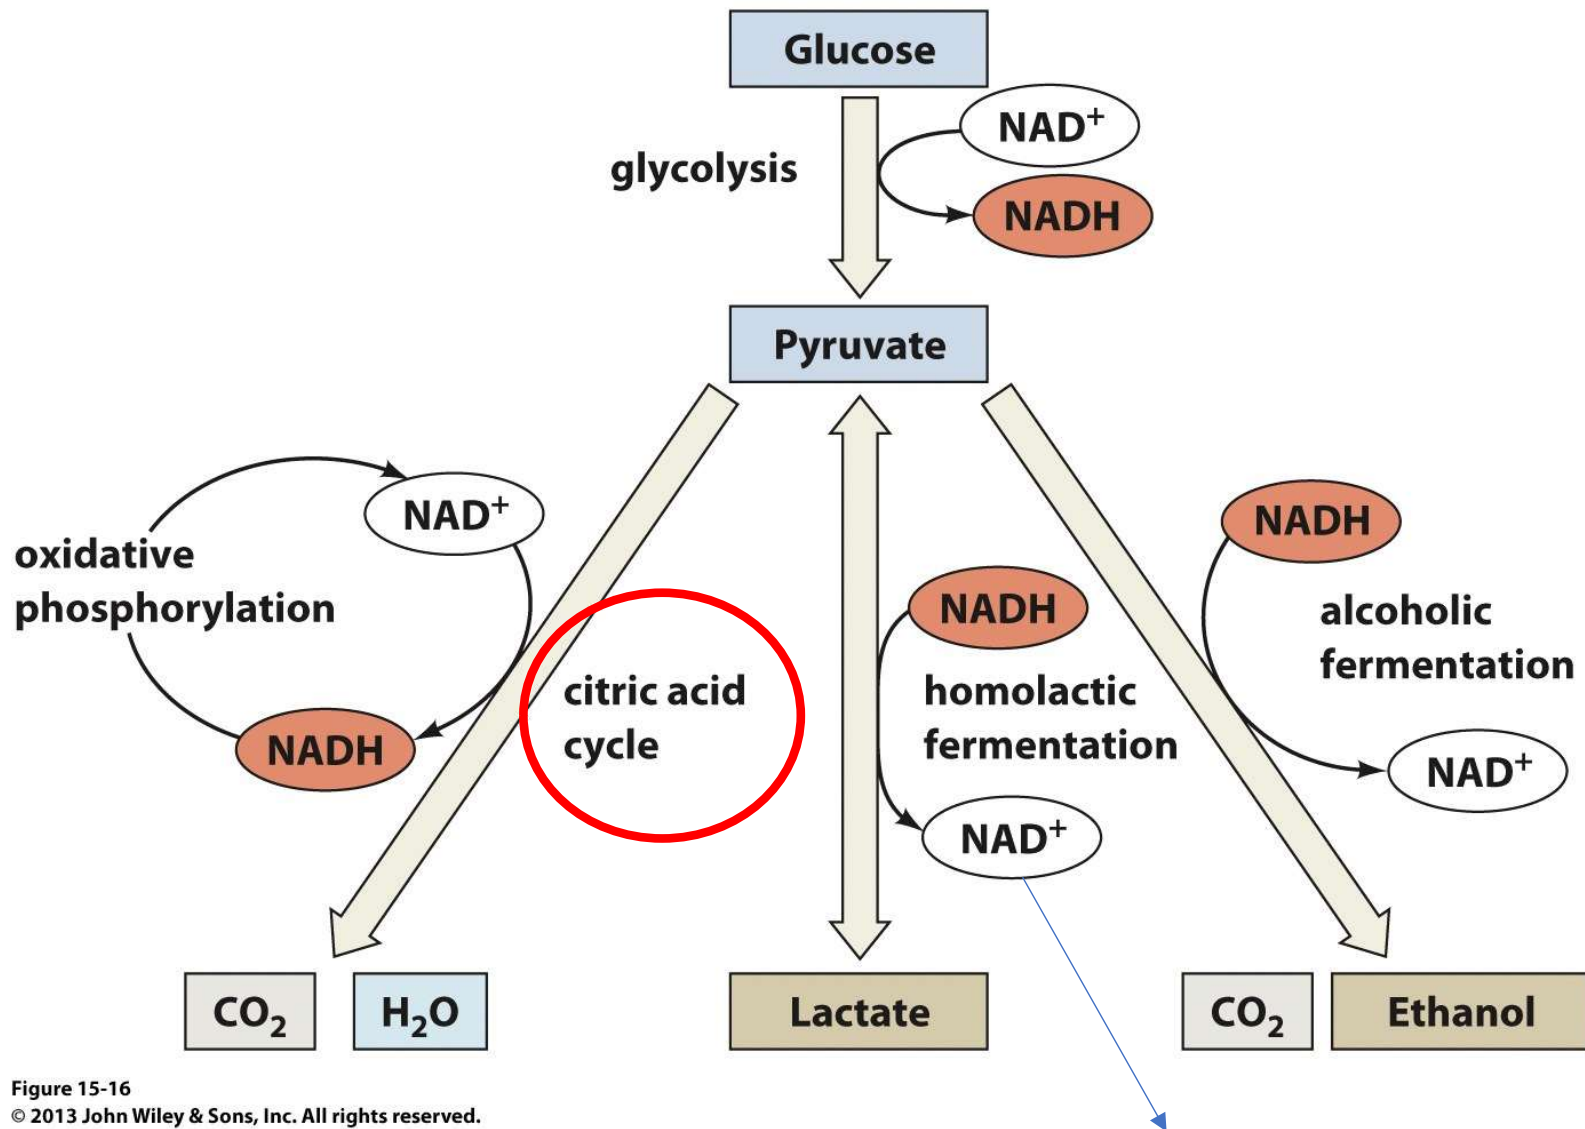 Glucose
NAD⁺
glycolysis
NADH
Pyruvate
NAD⁺
oxidative
phosphorylation
NADH
citric acid
cycle
NADH
homolactic
fermentation
NAD⁺
NADH
alcoholic
fermentation
NAD⁺
CO₂
H₂O
Lactate
CO₂
Ethanol
Figure 15-16
© 2013 John Wiley & Sons, Inc. All rights reserved.